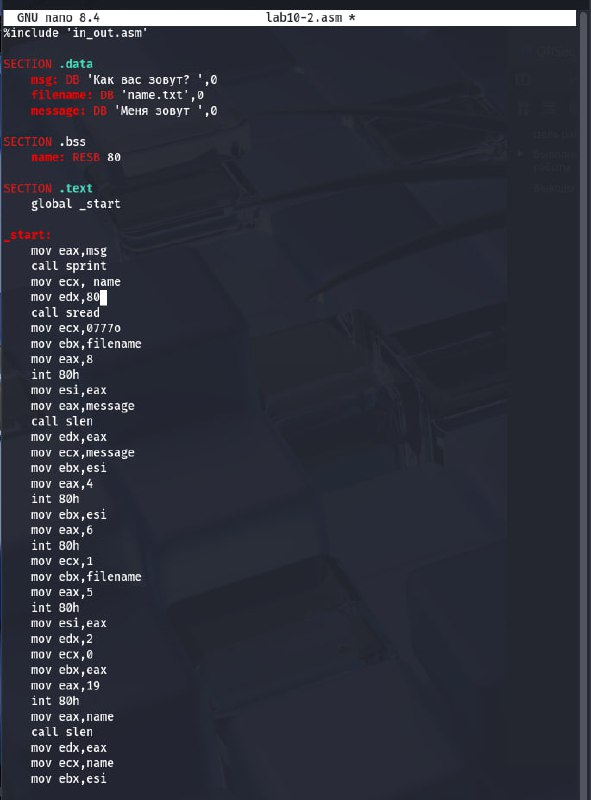 GNU nano 8.4 lab10-2.asm *
%include 'in_out.asm'
SECTION .data
msg: DB 'Как вас зовут? ',0
filename: DB 'name.txt',0
message: DB 'Меня зовут ',0
SECTION .bss
name: RESB 80
SECTION .text
global _start
_start:
mov eax,msg
call sprint
mov ecx, name
mov edx,80
call sread
mov ecx,0777o
mov ebx,filename
mov eax,8
int 80h
mov esi,eax
mov eax,message
call slen
mov edx,eax
mov ecx,message
mov ebx,esi
mov eax,4
int 80h
mov ebx,esi
mov eax,6
int 80h
mov ecx,1
mov ebx,filename
mov eax,5
int 80h
mov esi,eax
mov edx,2
mov ecx,0
mov ebx,eax
mov eax,19
int 80h
mov eax,name
call slen
mov edx,eax
mov ecx,name
mov ebx,esi